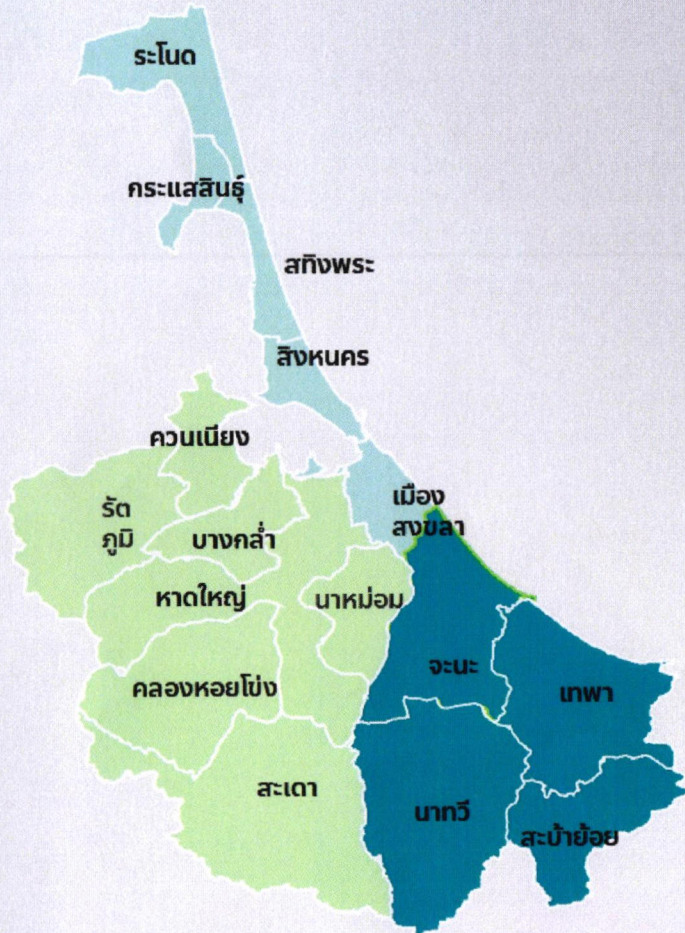 ระโนด
กระแสสินธุ์
สทิงพระ
สิงหนคร
ควนเนียง
รัต
ภูมิ
บางกล่ำ
เมือง
สงขลา
หาดใหญ่
นาหม่อม
คลองหอยโข่ง
จะนะ
เทพา
สะเดา
นาทวี
สะบ้าย้อย